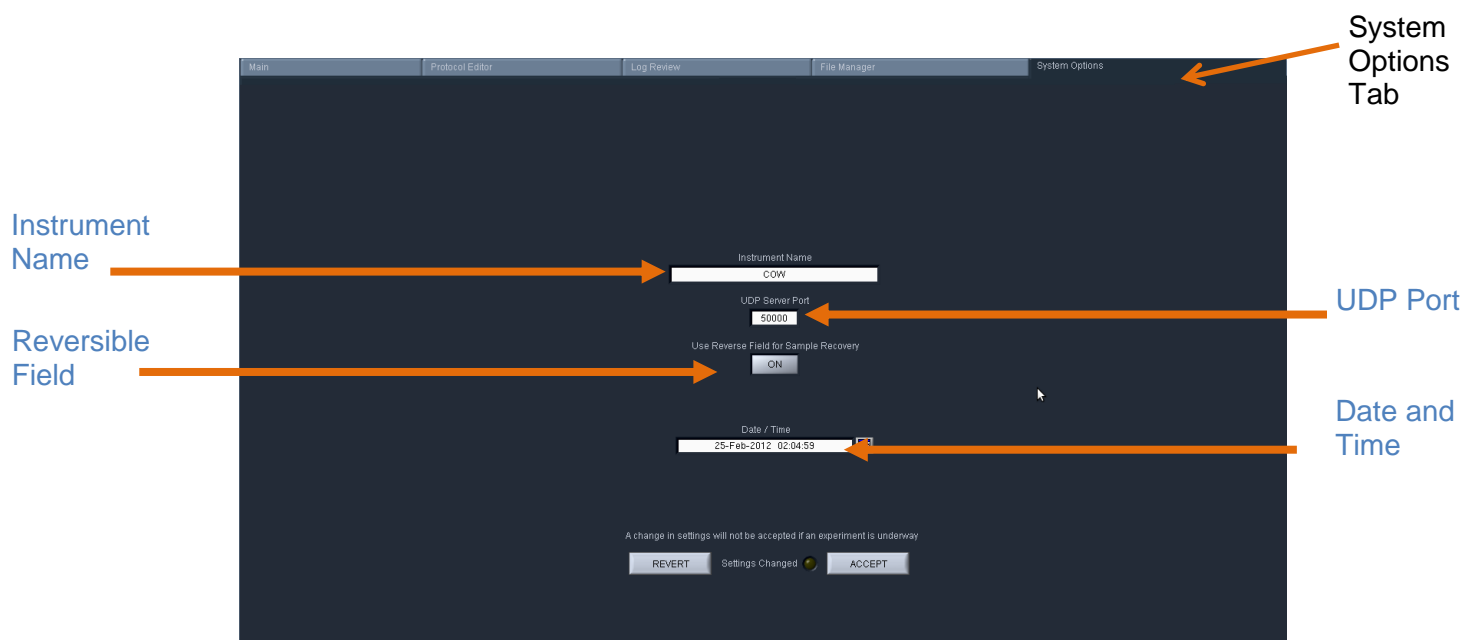 System
Options
Tab
Main Protocol Editor Log Review File Manager System Options
Instrument
Name
Instrument Name
COW
UDP Server Port
50000
UDP Port
Reversible
Field
Use Reverse Field for Sample Recovery
ON
Date and
Time
Date / Time
25-Feb-2012 02:04:59
A change in settings will not be accepted if an experiment is underway
REVERT Settings Changed ACCEPT